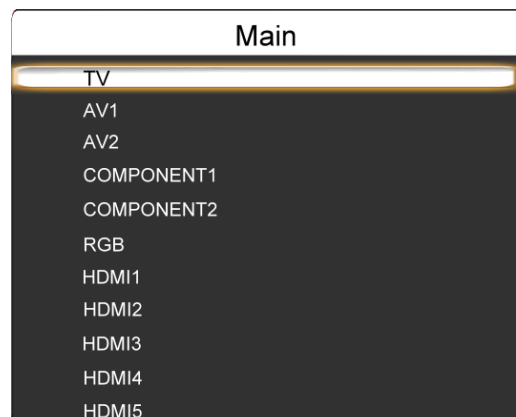 Main
TV
AV1
AV2
COMPONENT1
COMPONENT2
RGB
HDMI1
HDMI2
HDMI3
HDMI4
HDMI5